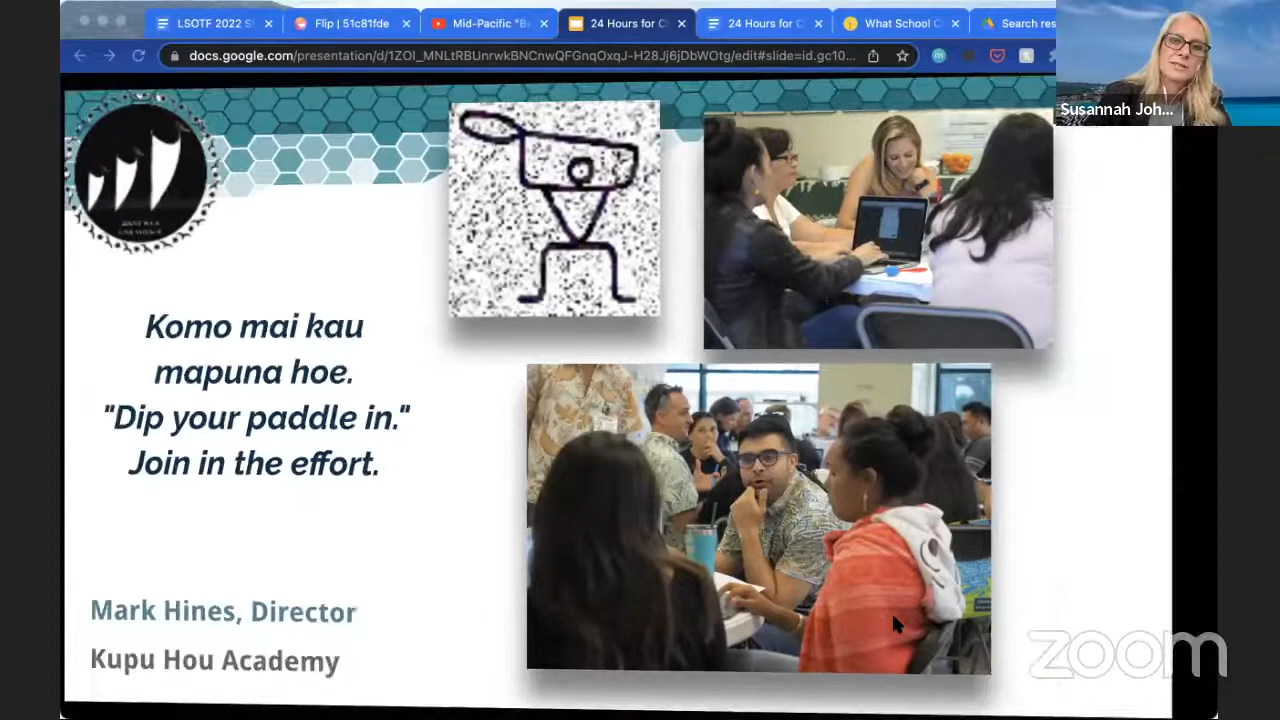 LSOTF 2022 S
Flip | 51c81fde
Mid-Pacific "B
24 Hours for C
24 Hours for C
What School C
Search res
docs.google.com/presentation/d/1ZOl_MNLtRBUnrwkBNCnwQFGnqOxqJ-H28Jj6jDbWOtg/edit#slide=id.gc10...
Susannah Joh...
Komo mai kau
mapuna hoe.
"Dip your paddle in."
Join in the effort.
Mark Hines, Director
Kupu Hou Academy
zoom